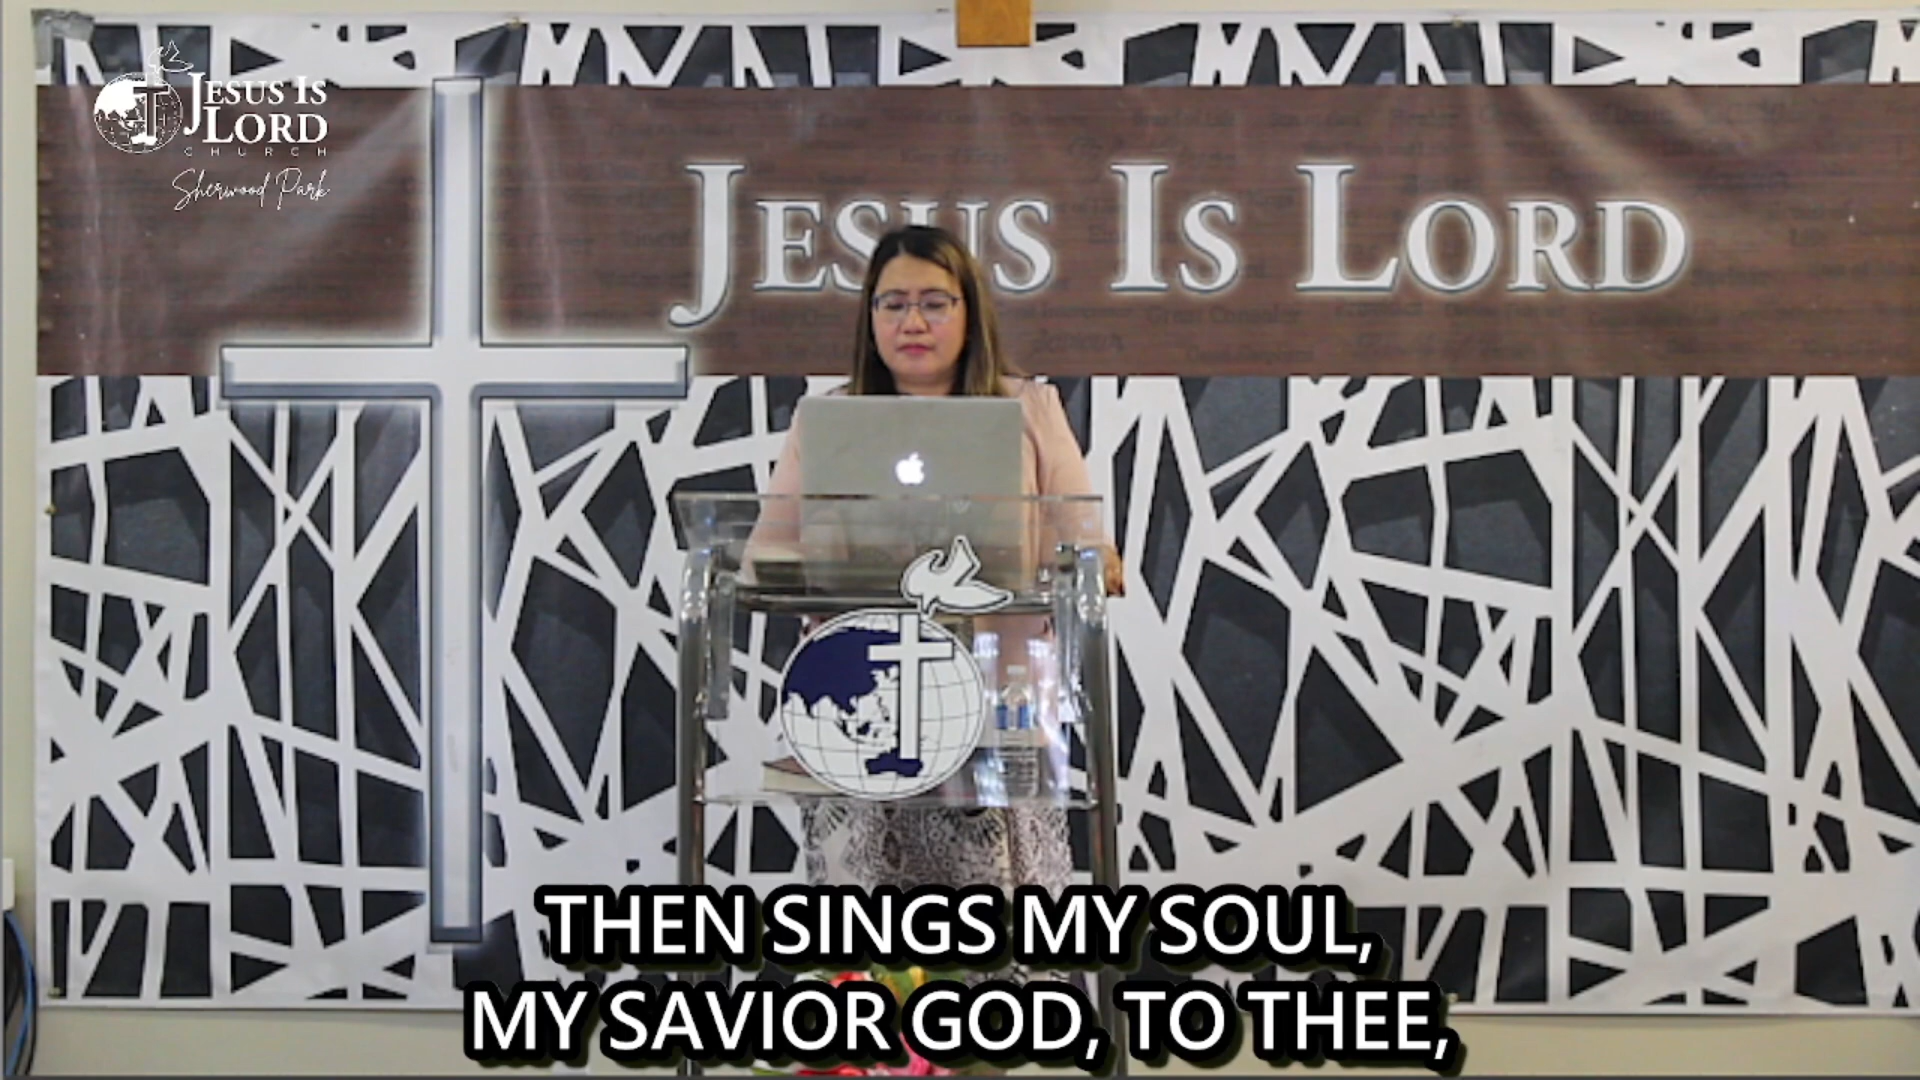 JESUS IS
LORD
CHURCH
Sherwood Park
JESUS IS LORD
THEN SINGS MY SOUL,
MY SAVIOR GOD, TO THEE,